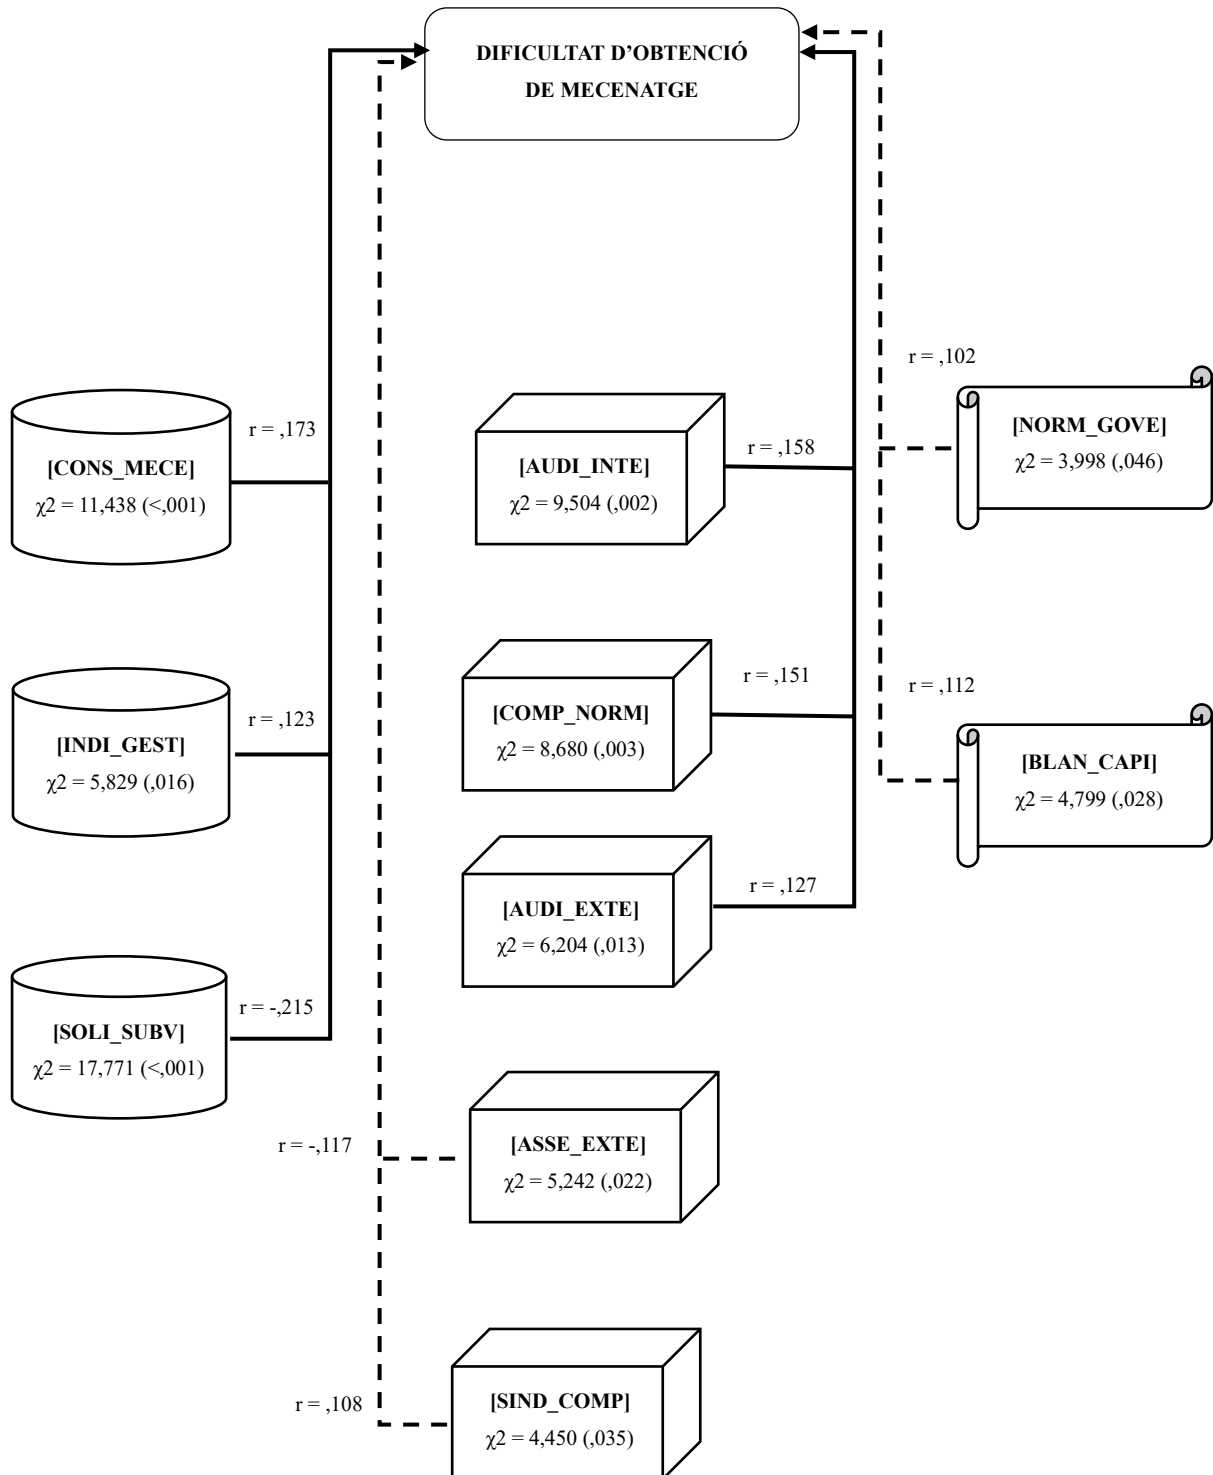 DIFICULTAT D’OBTENCIÓ
DE MECENATGE
r = ,173
[CONS_MECE]
χ2 = 11,438 (<,001)
r = ,123
[INDI_GEST]
χ2 = 5,829 (,016)
r = -,215
[SOLI_SUBV]
χ2 = 17,771 (<,001)
r = ,158
[AUDI_INTE]
χ2 = 9,504 (,002)
r = ,151
[COMP_NORM]
χ2 = 8,680 (,003)
r = ,127
[AUDI_EXTE]
χ2 = 6,204 (,013)
r = -,117
[ASSE_EXTE]
χ2 = 5,242 (,022)
r = ,108
[SIND_COMP]
χ2 = 4,450 (,035)
r = ,102
[NORM_GOVE]
χ2 = 3,998 (,046)
r = ,112
[BLAN_CAPI]
χ2 = 4,799 (,028)